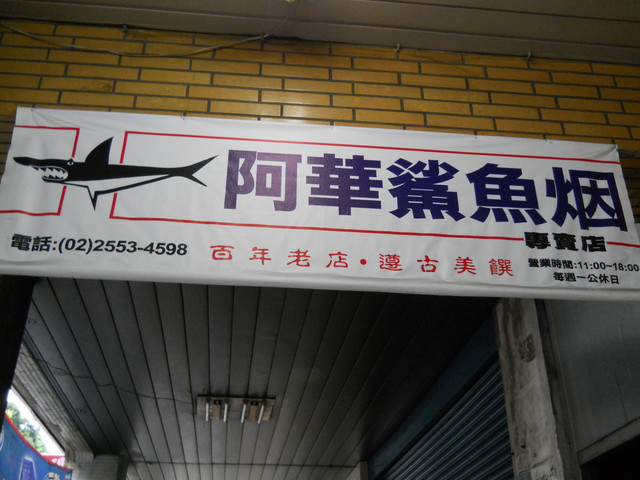 阿華鯊魚烟
專賣店
電話:(02)2553-4598
百年老店·遵古美饌
營業時間:11:00~18:00
每週一公休日